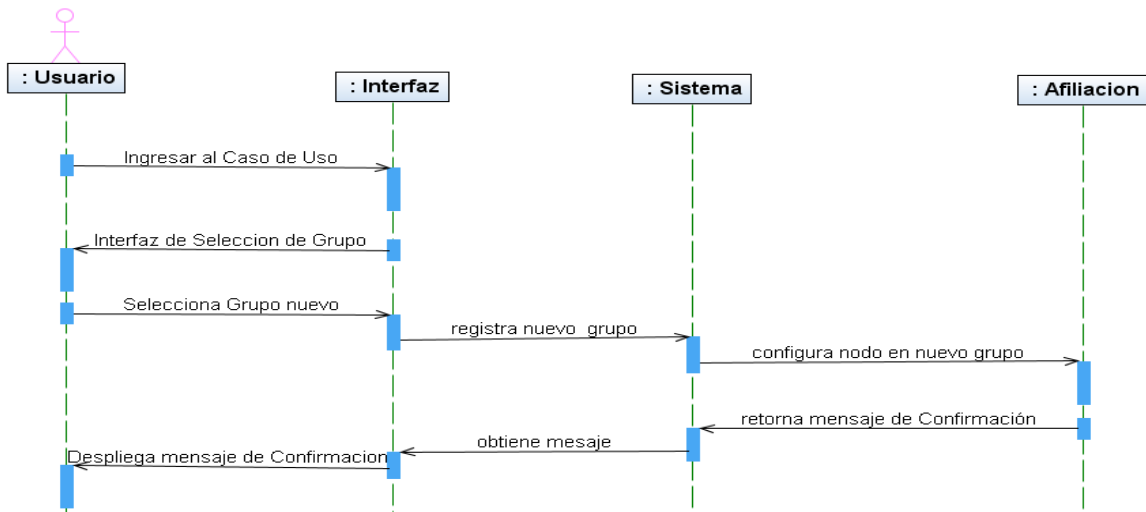 : Usuario
: Interfaz
: Sistema
: Afiliacion
Ingresar al Caso de Uso
Interfaz de Seleccion de Grupo
Selecciona Grupo nuevo
registra nuevo grupo
configura nodo en nuevo grupo
retorna mensaje de Confirmación
obtiene mesaje
Despliega mensaje de Confirmacion